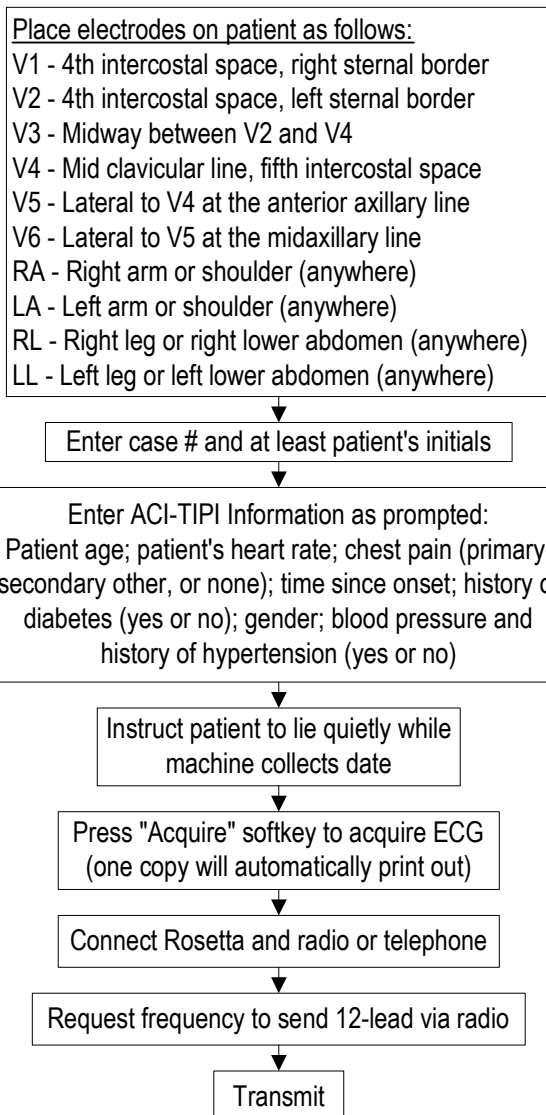 Place electrodes on patient as follows:
V1 - 4th intercostal space, right sternal border
V2 - 4th intercostal space, left sternal border
V3 - Midway between V2 and V4
V4 - Mid clavicular line, fifth intercostal space
V5 - Lateral to V4 at the anterior axillary line
V6 - Lateral to V5 at the midaxillary line
RA - Right arm or shoulder (anywhere)
LA - Left arm or shoulder (anywhere)
RL - Right leg or right lower abdomen (anywhere)
LL - Left leg or left lower abdomen (anywhere)
Enter case # and at least patient's initials
Enter ACI-TIPI Information as prompted:
Patient age; patient's heart rate; chest pain (primary
secondary other, or none); time since onset; history o
diabetes (yes or no); gender; blood pressure and
history of hypertension (yes or no)
Instruct patient to lie quietly while
machine collects date
Press "Acquire" softkey to acquire ECG
(one copy will automatically print out)
Connect Rosetta and radio or telephone
Request frequency to send 12-lead via radio
Transmit